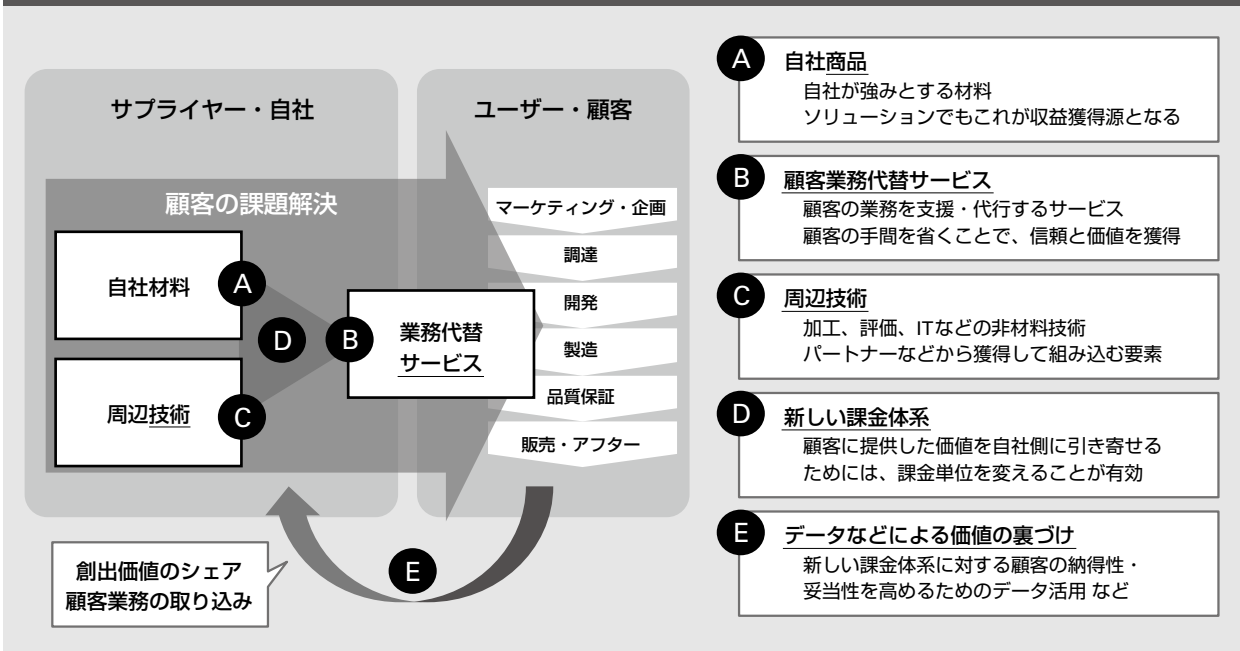 サプライヤー・自社
ユーザー・顧客
顧客の課題解決
自社材料
A
D
周辺技術
C
B
業務代替
サービス
マーケティング・企画
調達
開発
製造
品質保証
販売・アフター
E
創出価値のシェア
顧客業務の取り込み
A
自社商品
自社が強みとする材料
ソリューションでもこれが収益獲得源となる
B
顧客業務代替サービス
顧客の業務を支援・代行するサービス
顧客の手間を省くことで、信頼と価値を獲得
C
周辺技術
加工、評価、ITなどの非材料技術
パートナーなどから獲得して組み込む要素
D
新しい課金体系
顧客に提供した価値を自社側に引き寄せる
ためには、課金単位を変えることが有効
E
データなどによる価値の裏づけ
新しい課金体系に対する顧客の納得性・
妥当性を高めるためのデータ活用 など